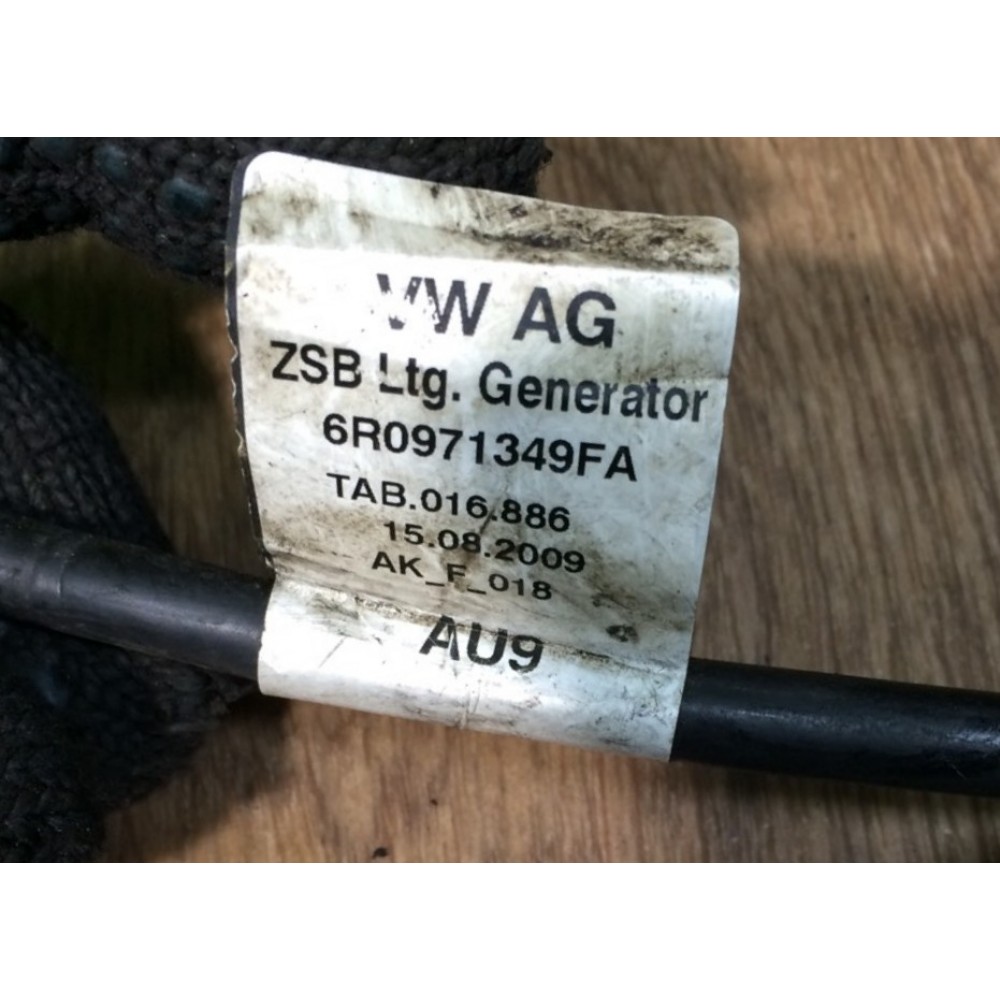 VW AG
ZSB Ltg. Generator
6R0971349FA
TAB.016.886
15.08.2009
AK_F_018
AU9